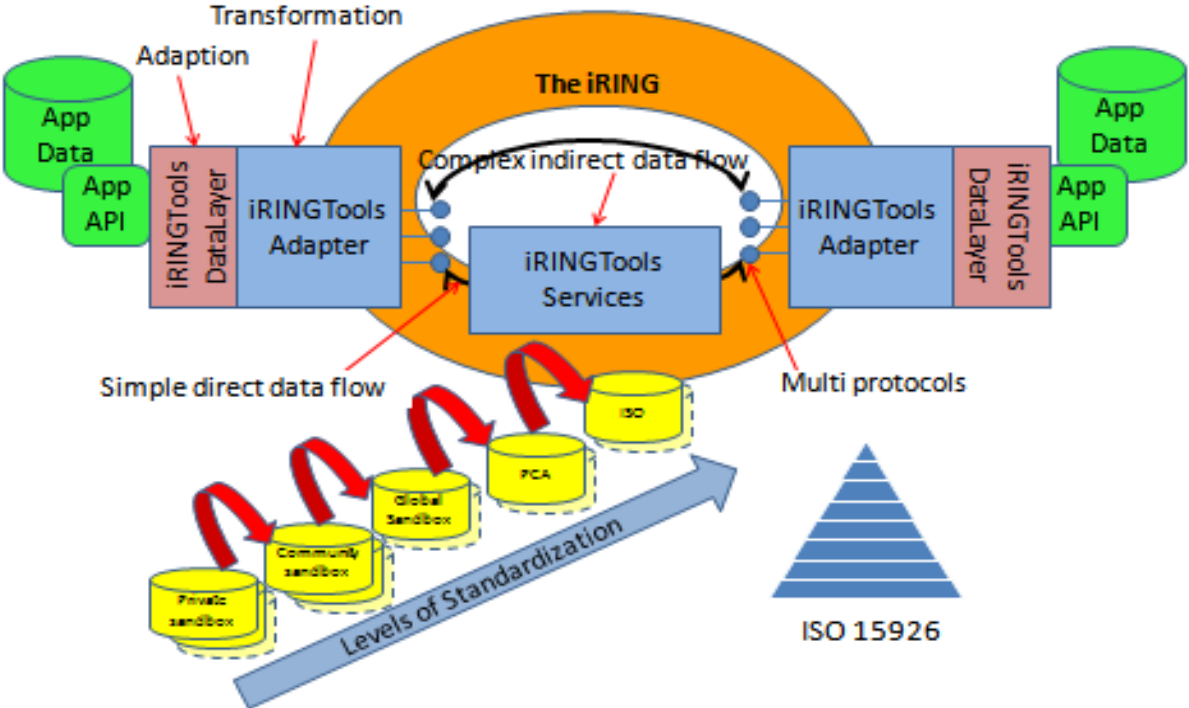 Transformation
Adaption
The iRING
App
Data
App
API
iRINGTools
DataLayer
iRINGTools
Adapter
Complex indirect data flow
iRINGTools
Services
iRINGTools
Adapter
iRINGTools
DataLayer
App
Data
App
API
Simple direct data flow
Multi protocols
ISO
PCA
Global
Sandbox
Community
sandbox
Private
sandbox
Levels of Standardization
ISO 15926